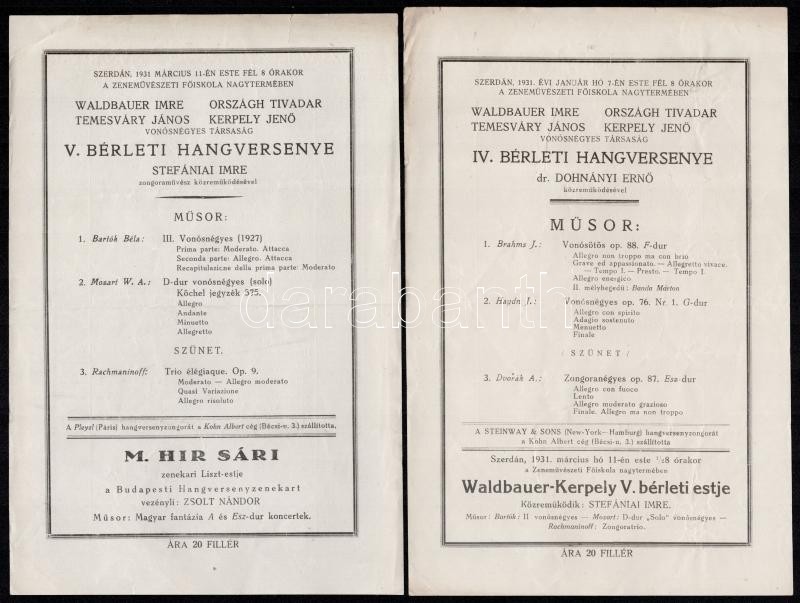 SZERDÁN, 1931 MÁRCIUS 11-ÉN ESTE FÉL 8 ÓRAKOR
A ZENEMŰVÉSZETI FŐISKOLA NAGYTERMÉBEN
WALDBAUER IMRE ORSZÁGH TIVADAR
TEMESVÁRY JÁNOS KERPELY JENŐ
VONÓSNÉGYES TÁRSASÁG
V. BÉRLETI HANGVERSENYE
STEFÁNIAI IMRE
zongoraművész közreműködésével
MŰSOR:
1. Bartók Béla: III. Vonósnégyes (1927)
Prima parte: Moderato. Attacca
Seconda parte: Allegro. Attacca
Recapitulazione della prima parte: Moderato
2. Mozart W. A.: D-dur vonósnégyes (solo)
Köchel jegyzék 575.
Allegro
Andante
Minuetto
Allegretto
SZÜNET.
3. Rachmaninoff: Trio élégiaque. Op. 9.
Moderato — Allegro moderato
Quasi Variazione
Allegro risoluto
A Pleyel (Páris) hangversenyzongorát a Kohn Albert cég (Bécsi-u. 3.) szállította.
M. HIR SÁRI
zenekari Liszt-estje
a Budapesti Hangversenyzenekart
vezényli: ZSOLT NÁNDOR
Műsor: Magyar fantázia A és Esz-dur koncertek.
ÁRA 20 FILLÉR
SZERDÁN, 1931. ÉVI JANUÁR HÓ 7-ÉN ESTE FÉL 8 ÓRAKOR
A ZENEMŰVÉSZETI FŐISKOLA NAGYTERMÉBEN
WALDBAUER IMRE ORSZÁGH TIVADAR
TEMESVÁRY JÁNOS KERPELY JENŐ
VONÓSNÉGYES TÁRSASÁG
IV. BÉRLETI HANGVERSENYE
dr. DOHNÁNYI ERNŐ
közreműködésével
MŰSOR:
1. Brahms J.: Vonósötös op. 88. F-dur
Allegro non troppo ma con brio
Grave ed appassionato. — Allegretto vivace.
— Tempo I. — Presto. — Tempo I.
Allegro energico
II. mélyhegedű: Banda Márton
2. Haydn J.: Vonósnégyes op. 76. Nr. 1. G-dur
Allegro con spirito
Adagio sostenuto
Menuetto
Finale
/ SZÜNET /
3. Dvořák A.: Zongoranégyes op. 87. Esz-dur
Allegro con fuoco
Lento
Allegro moderato grazioso
Finale. Allegro ma non troppo
A STEINWAY & SONS (New-York—Hamburg) hangversenyzongorát
a Kohn Albert cég (Bécsi-u. 3.) szállította
Szerdán, 1931. március hó 11-én este ½8 órakor
a Zeneművészeti Főiskola nagytermében
Waldbauer-Kerpely V. bérleti estje
Közreműködik: STEFÁNIAI IMRE.
Műsor: Bartók: II vonósnégyes — Mozart: D-dur „Solo" vonósnégyes —
Rachmaninoff: Zongoratrio.
ÁRA 20 FILLÉR
darabanth